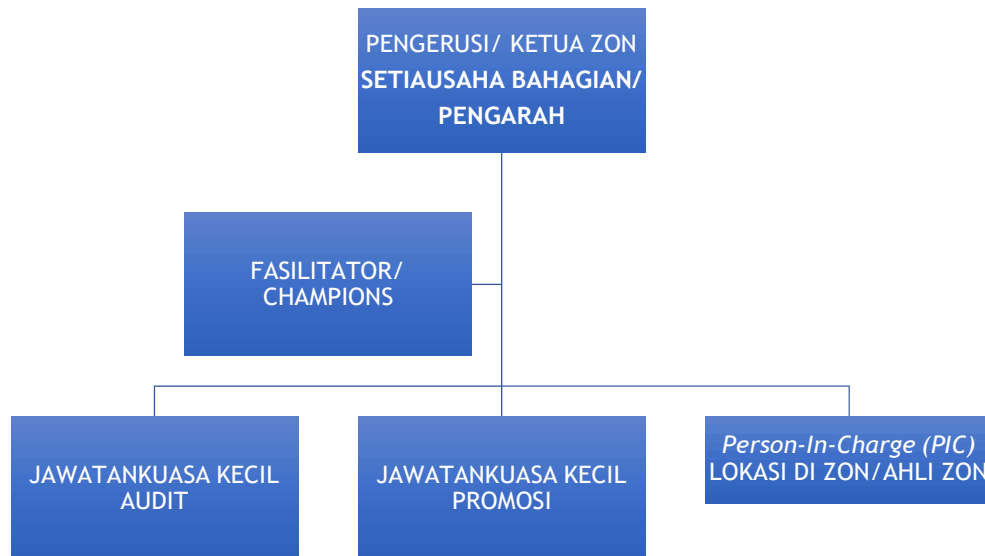 PENGERUSI/ KETUA ZON
SETIAUSAHA BAHAGIAN/
PENGARAH
FASILITATOR/
CHAMPIONS
JAWATANKUASA KECIL
AUDIT
JAWATANKUASA KECIL
PROMOSI
Person-In-Charge (PIC)
LOKASI DI ZON/AHLI ZON